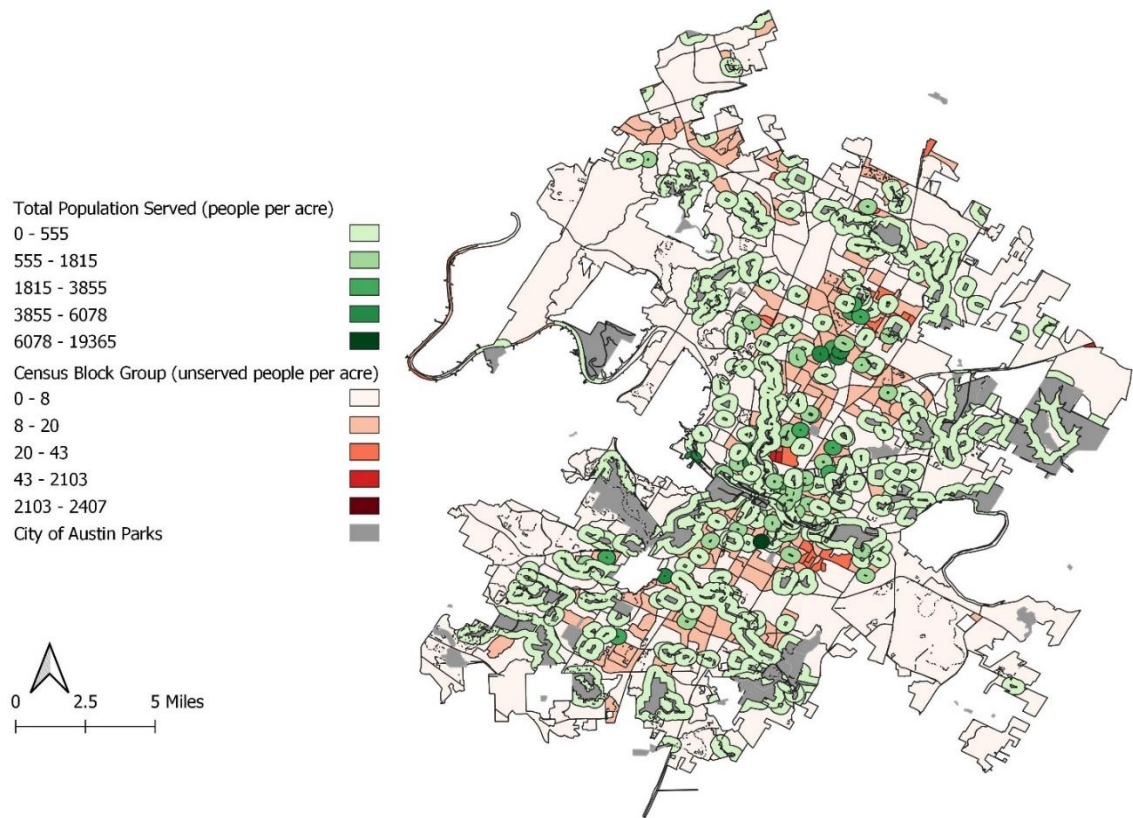 Total Population Served (people per acre)
0 - 555
555 - 1815
1815 - 3855
3855 - 6078
6078 - 19365
Census Block Group (unserved people per acre)
0 - 8
8 - 20
20 - 43
43 - 2103
2103 - 2407
City of Austin Parks
0 2.5 5 Miles